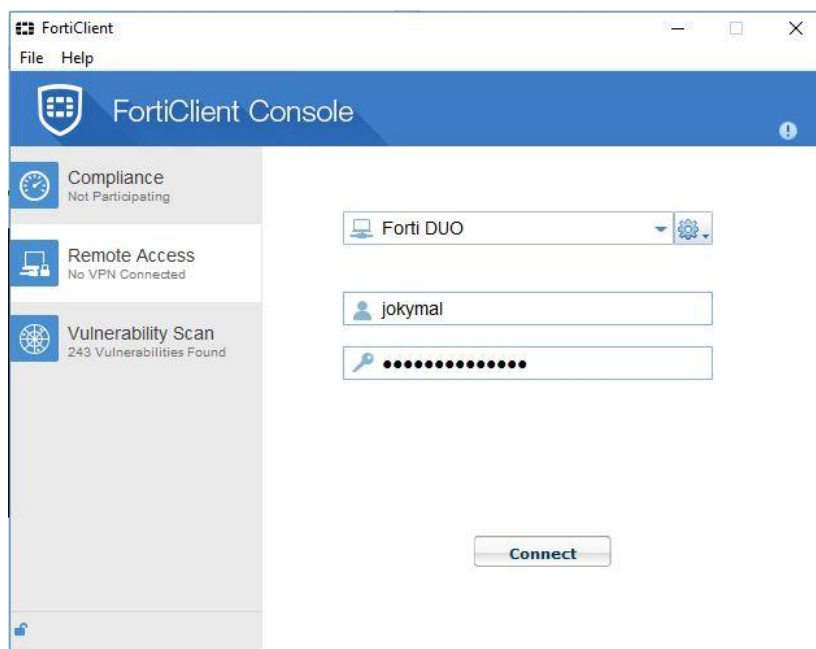 FortiClient
File Help
FortiClient Console
Compliance
Not Participating
Remote Access
No VPN Connected
Vulnerability Scan
243 Vulnerabilities Found
Forti DUO
jokymal
••••••••••••••
Connect